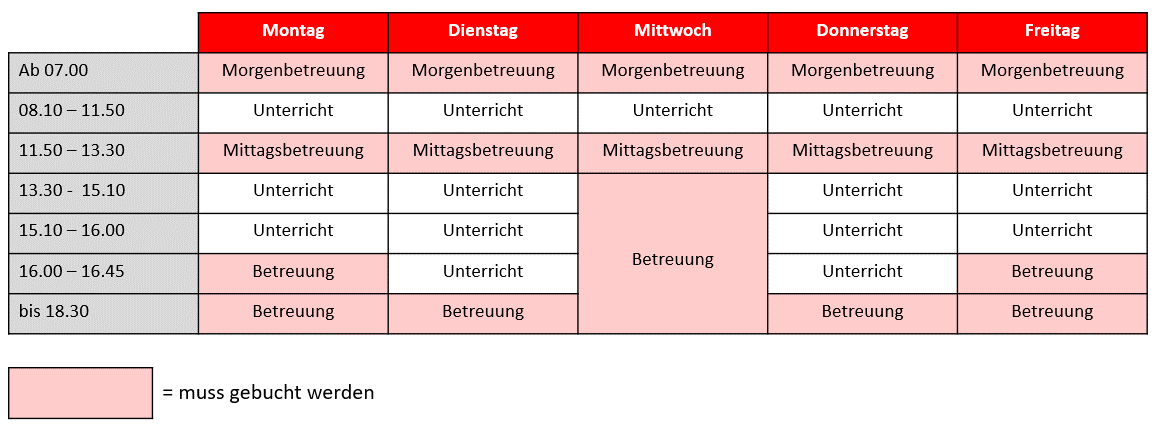 Montag Dienstag Mittwoch Donnerstag Freitag
Ab 07.00 Morgenbetreuung Morgenbetreuung Morgenbetreuung Morgenbetreuung Morgenbetreuung
08.10 – 11.50 Unterricht Unterricht Unterricht Unterricht Unterricht
11.50 – 13.30 Mittagsbetreuung Mittagsbetreuung Mittagsbetreuung Mittagsbetreuung Mittagsbetreuung
13.30 - 15.10 Unterricht Unterricht Unterricht Unterricht
15.10 – 16.00 Unterricht Unterricht Unterricht Unterricht
Betreuung
16.00 – 16.45 Betreuung Unterricht Unterricht Betreuung
bis 18.30 Betreuung Betreuung Betreuung Betreuung
= muss gebucht werden